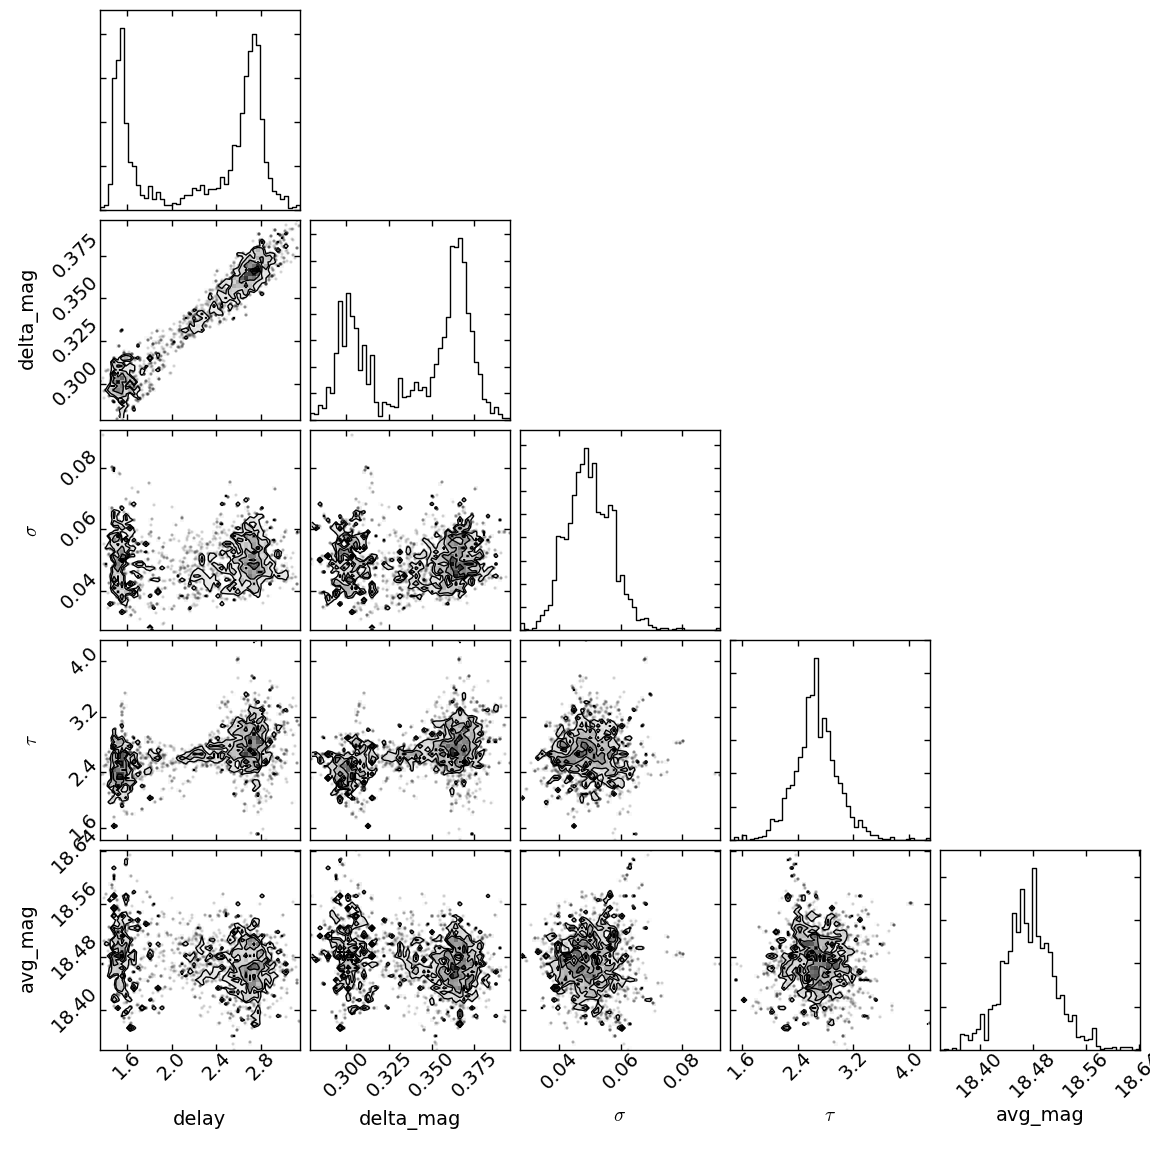 0.375
0.350
0.325
0.300
delta_mag
0.08
0.06
0.04
σ
4.0
3.2
2.4
1.6
τ
18.64
18.56
18.48
18.40
avg_mag
1.6 2.0 2.4 2.8
delay
0.300 0.325 0.350 0.375
delta_mag
0.04 0.06 0.08
σ
1.6 2.4 3.2 4.0
τ
18.40 18.48 18.56
avg_mag